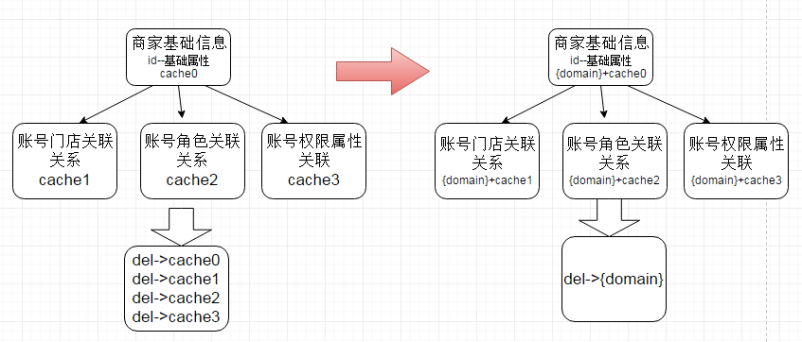 商家基础信息
id--基础属性
cache0
账号门店关联
关系
cache1
账号角色关联
关系
cache2
账号权限属性
关联
cache3
del->cache0
del->cache1
del->cache2
del->cache3
商家基础信息
id--基础属性
{domain}+cache0
账号门店关联
关系
{domain}+cache1
账号角色关联
关系
{domain}+cache2
账号权限属性
关联
{domain}+cache3
del->{domain}